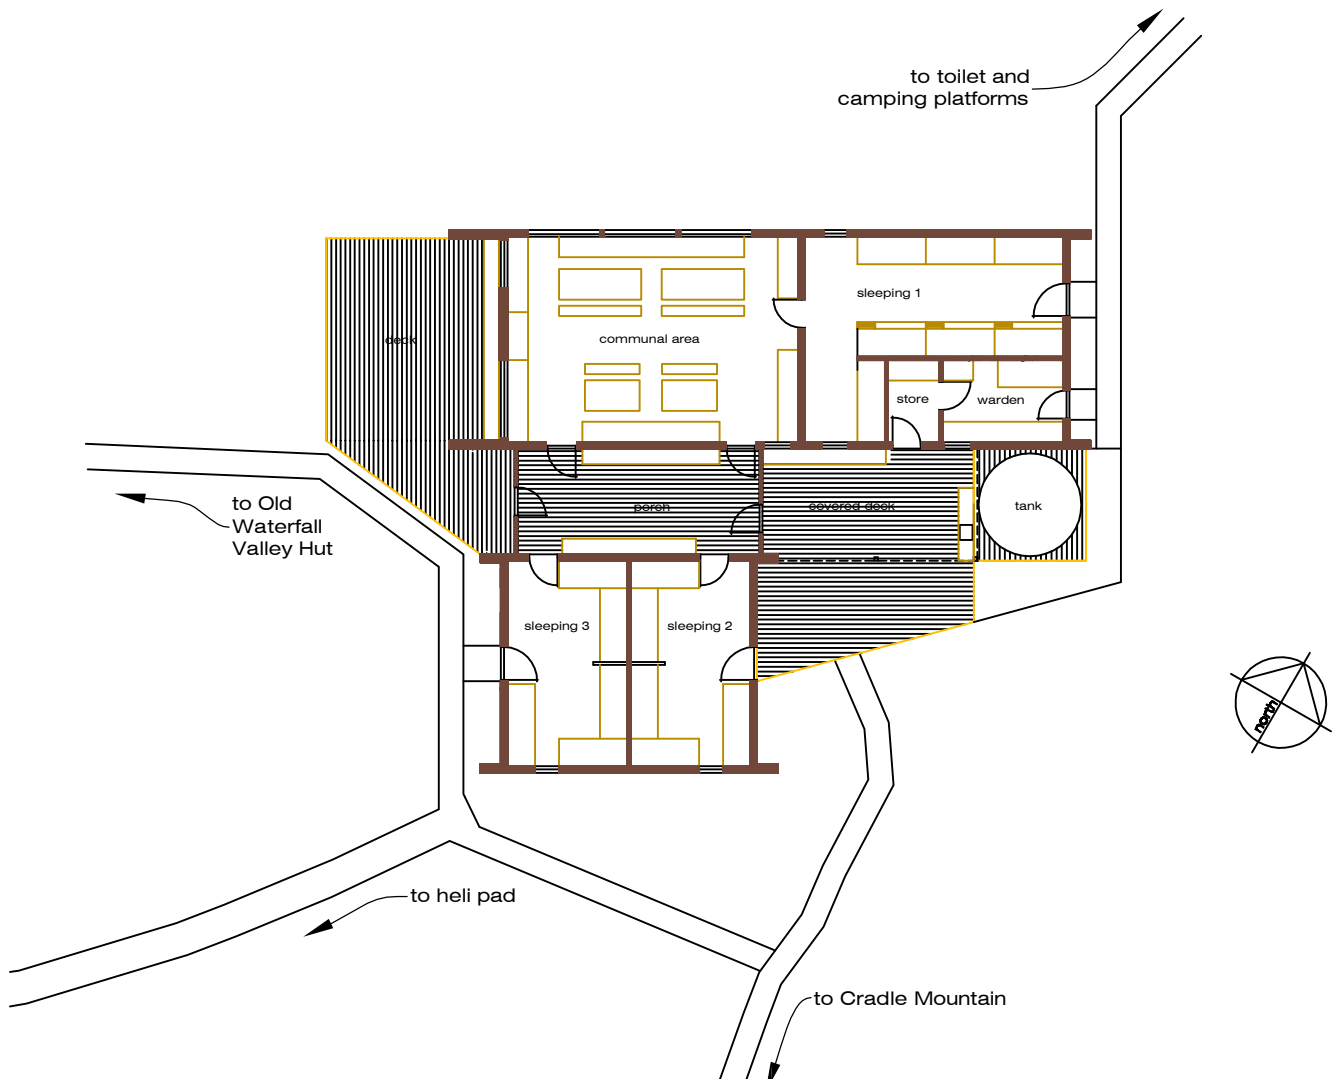 to toilet and
camping platforms
sleeping 1
deck
communal area
store
warden
to Old
Waterfall
Valley Hut
porch
covered deck
tank
sleeping 3
sleeping 2
north
to heli pad
to Cradle Mountain